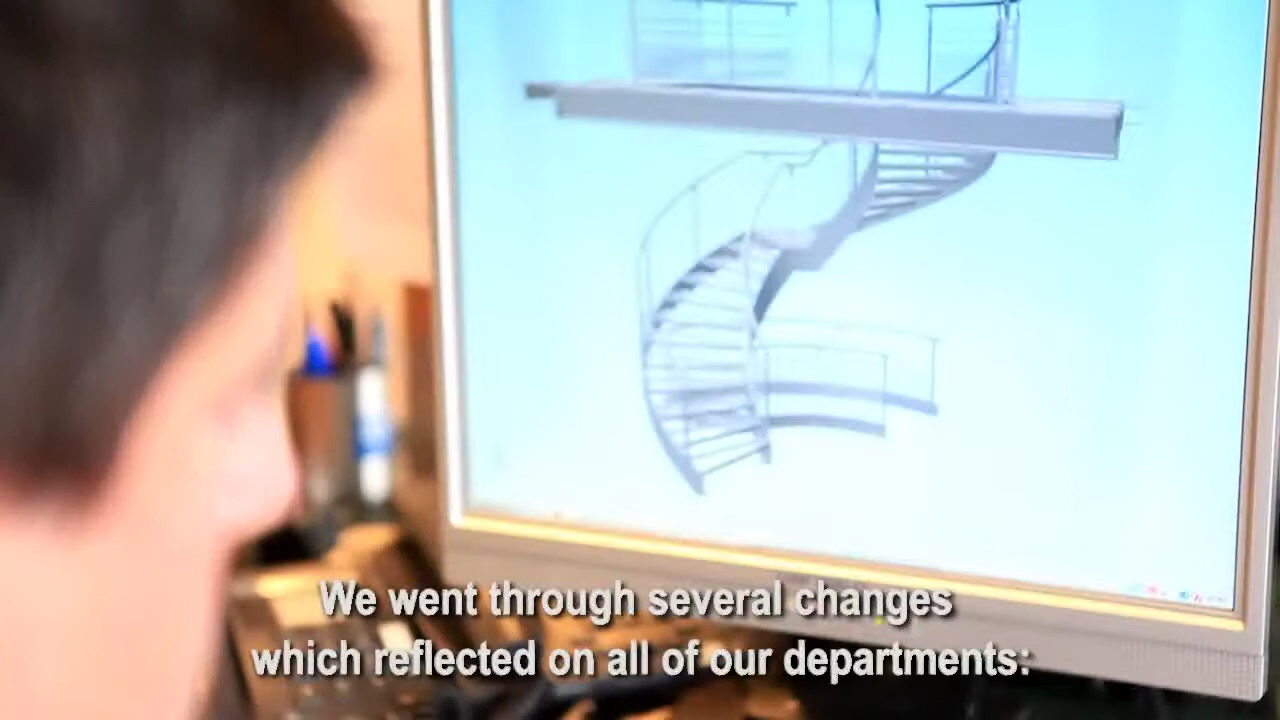 We went through several changes
which reflected on all of our departments: